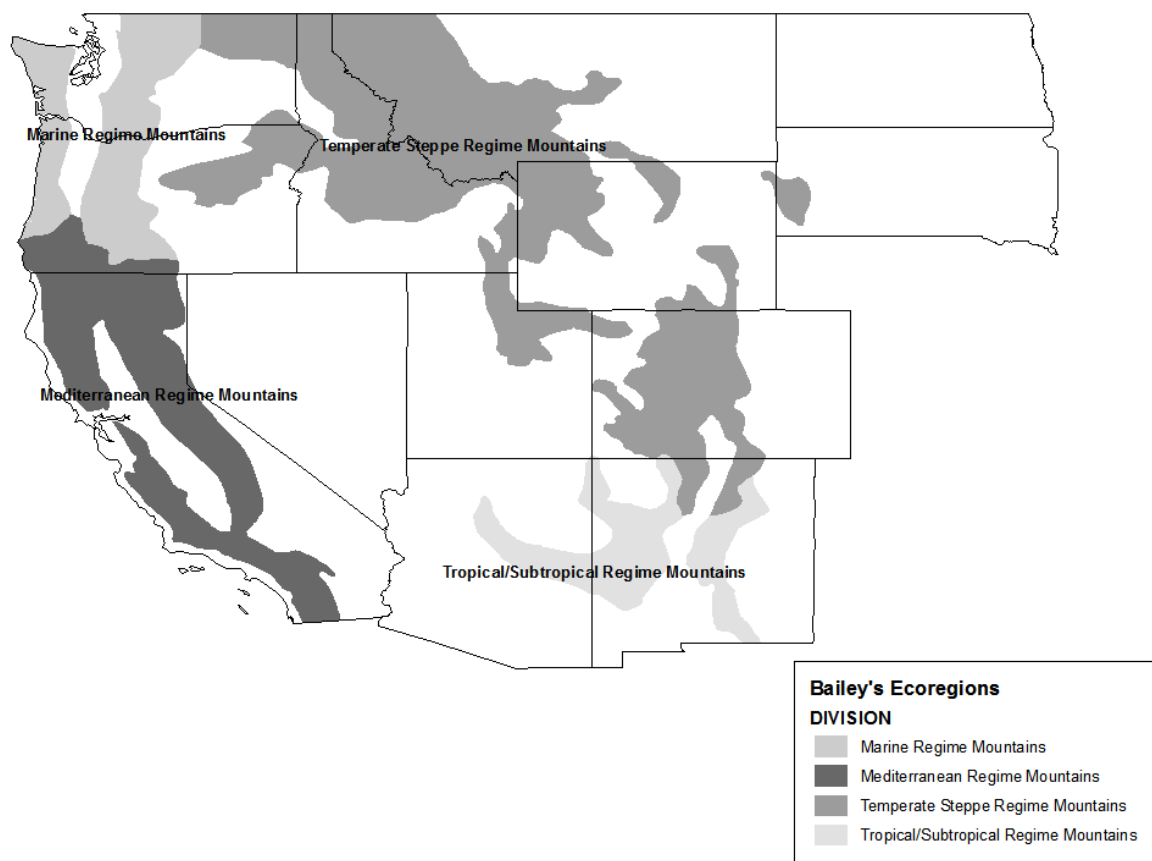 Marine Regimo Mountains
Temperate Steppe Regime Mountains
Mediterranean Regime Mountains
Tropical/Subtropical Regime Mountains
Bailey's Ecoregions
DIVISION
Marine Regime Mountains
Mediterranean Regime Mountains
Temperate Steppe Regime Mountains
Tropical/Subtropical Regime Mountains